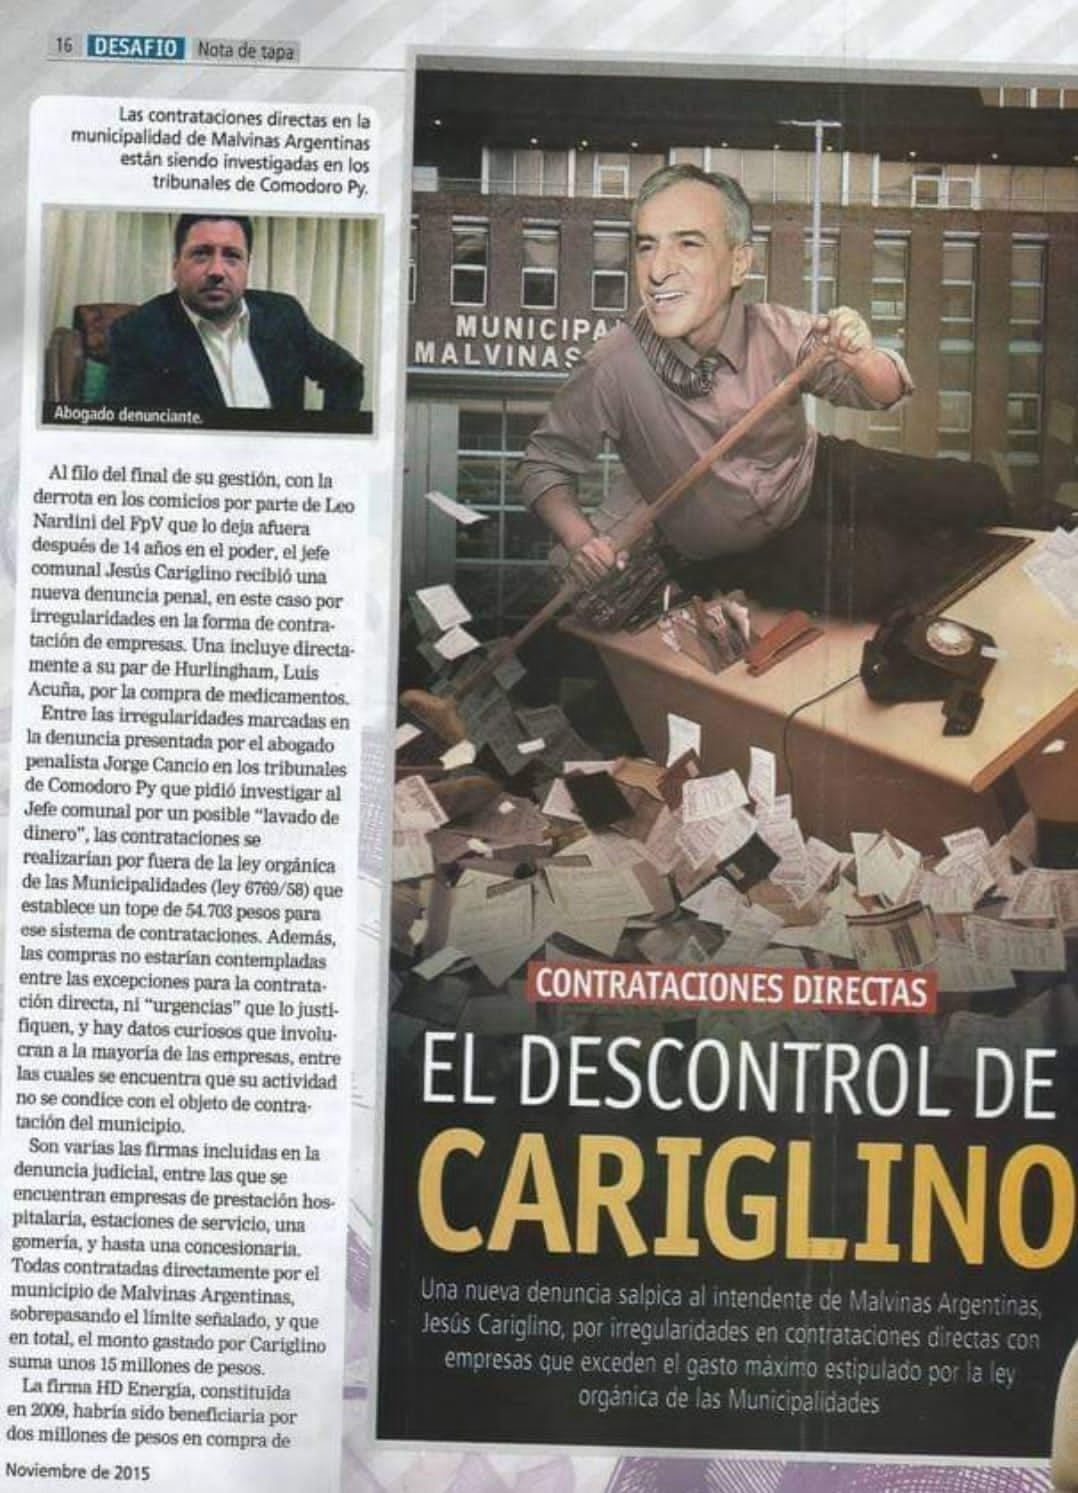 16 DESAFIO Nota de tapa
Las contrataciones directas en la
municipalidad de Malvinas Argentinas
están siendo investigadas en los
tribunales de Comodoro Py.
Abogado denunciante.
Al filo del final de su gestión, con la
derrota en los comicios por parte de Leo
Nardini del FpV que lo deja afuera
después de 14 años en el poder, el jefe
comunal Jesús Cariglino recibió una
nueva denuncia penal, en este caso por
irregularidades en la forma de contra-
tación de empresas. Una incluye directa-
mente a su par de Hurlingham, Luis
Acuña, por la compra de medicamentos.
Entre las irregularidades marcadas en
la denuncia presentada por el abogado
penalista Jorge Cancio en los tribunales
de Comodoro Py que pidió investigar al
Jefe comunal por un posible "lavado de
dinero", las contrataciones se
realizarían por fuera de la ley orgánica
de las Municipalidades (ley 6769/58) que
establece un tope de 54.703 pesos para
ese sistema de contrataciones. Además,
las compras no estarían contempladas
entre las excepciones para la contrata-
ción directa, ni "urgencias" que lo justi-
fiquen, y hay datos curiosos que involu-
cran a la mayoría de las empresas, entre
las cuales se encuentra que su actividad
no se condice con el objeto de contra-
tación del municipio.
Son varias las firmas incluidas en la
denuncia judicial, entre las que se
encuentran empresas de prestación hos-
pitalaria, estaciones de servicio, una
gomería, y hasta una concesionaria.
Todas contratadas directamente por el
municipio de Malvinas Argentinas,
sobrepasando el límite señalado, y que
en total, el monto gastado por Cariglino
suma unos 15 millones de pesos.
La firma HD Energía, constituida
en 2009, habría sido beneficiaria por
dos millones de pesos en compra de
Noviembre de 2015
MUNICIPA
MALVINAS
CONTRATACIONES DIRECTAS
EL DESCONTROL DE
CARIGLINO
Una nueva denuncia salpica al intendente de Malvinas Argentinas,
Jesús Cariglino, por irregularidades en contrataciones directas con
empresas que exceden el gasto máximo estipulado por la ley
orgánica de las Municipalidades